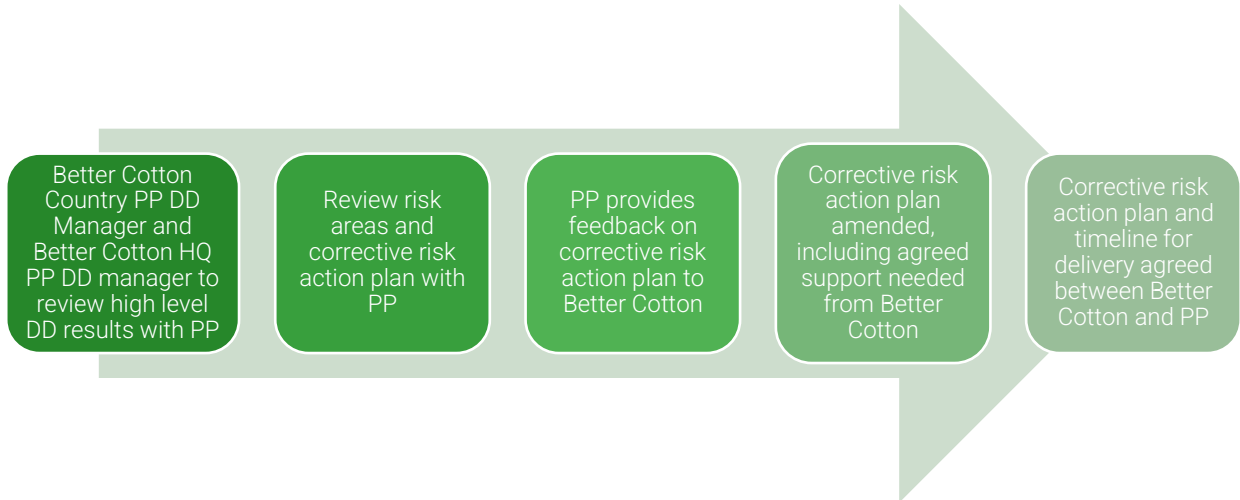 Better Cotton
Country PP DD
Manager and
Better Cotton HQ
PP DD manager to
review high level
DD results with PP
Review risk
areas and
corrective risk
action plan with
PP
PP provides
feedback on
corrective risk
action plan to
Better Cotton
Corrective risk
action plan
amended,
including agreed
support needed
from Better
Cotton
Corrective risk
action plan and
timeline for
delivery agreed
between Better
Cotton and PP